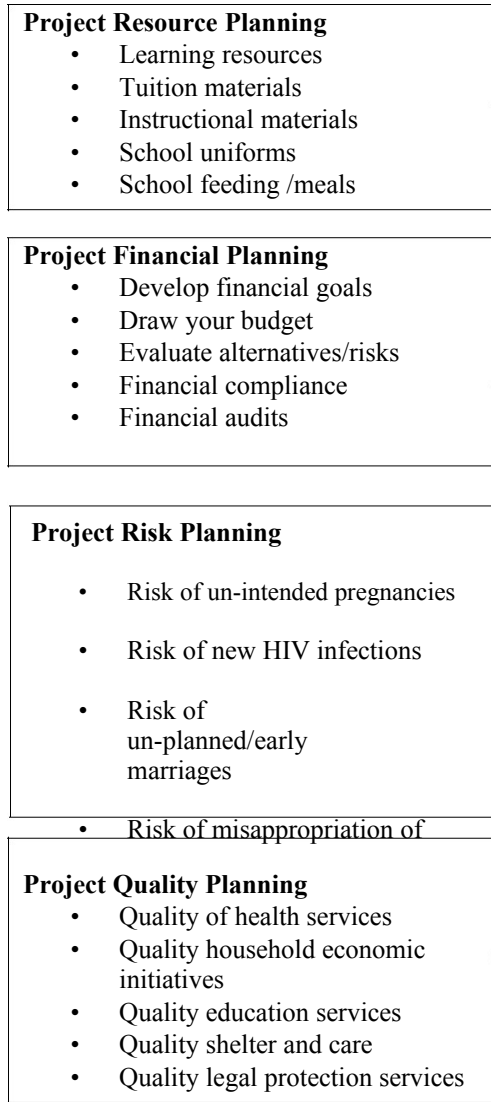 Project Resource Planning
• Learning resources
• Tuition materials
• Instructional materials
• School uniforms
• School feeding /meals
Project Financial Planning
• Develop financial goals
• Draw your budget
• Evaluate alternatives/risks
• Financial compliance
• Financial audits
Project Risk Planning
• Risk of un-intended pregnancies
• Risk of new HIV infections
• Risk of
un-planned/early
marriages
• Risk of misappropriation of
Project Quality Planning
• Quality of health services
• Quality household economic
initiatives
• Quality education services
• Quality shelter and care
• Quality legal protection services